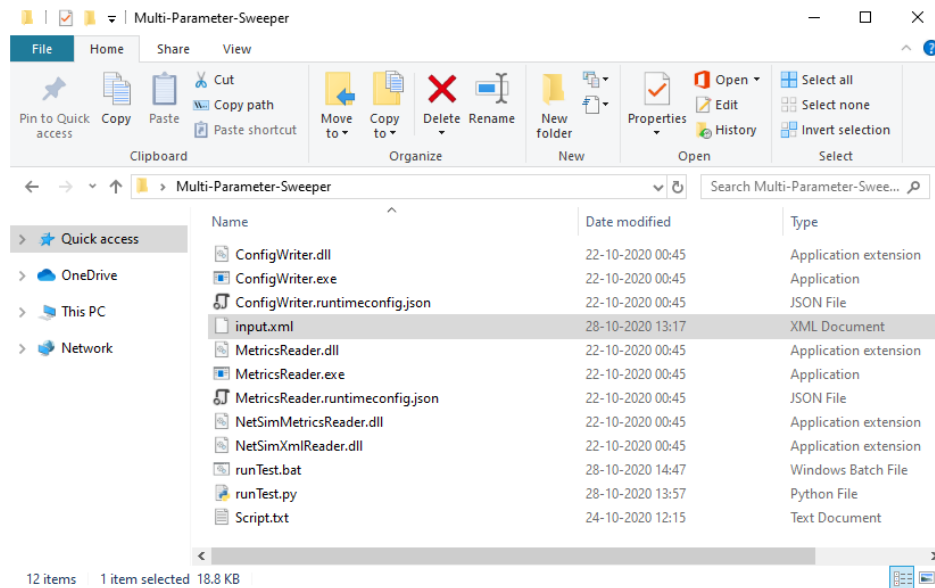 Multi-Parameter-Sweeper
File Home Share View
Pin to Quick access
Copy
Paste
Cut
Copy path
Paste shortcut
Move to
Copy to
Delete
Rename
New folder
Properties
Open
Edit
History
Select all
Select none
Invert selection
Clipboard Organize New Open Select
Multi-Parameter-Sweeper Search Multi-Parameter-Swee...
Quick access
OneDrive
This PC
Network
Name Date modified Type
ConfigWriter.dll 22-10-2020 00:45 Application extension
ConfigWriter.exe 22-10-2020 00:45 Application
ConfigWriter.runtimeconfig.json 22-10-2020 00:45 JSON File
input.xml 28-10-2020 13:17 XML Document
MetricsReader.dll 22-10-2020 00:45 Application extension
MetricsReader.exe 22-10-2020 00:45 Application
MetricsReader.runtimeconfig.json 22-10-2020 00:45 JSON File
NetSimMetricsReader.dll 22-10-2020 00:45 Application extension
NetSimXmlReader.dll 22-10-2020 00:45 Application extension
runTest.bat 28-10-2020 14:47 Windows Batch File
runTest.py 28-10-2020 13:57 Python File
Script.txt 24-10-2020 12:15 Text Document
12 items 1 item selected 18.8 KB